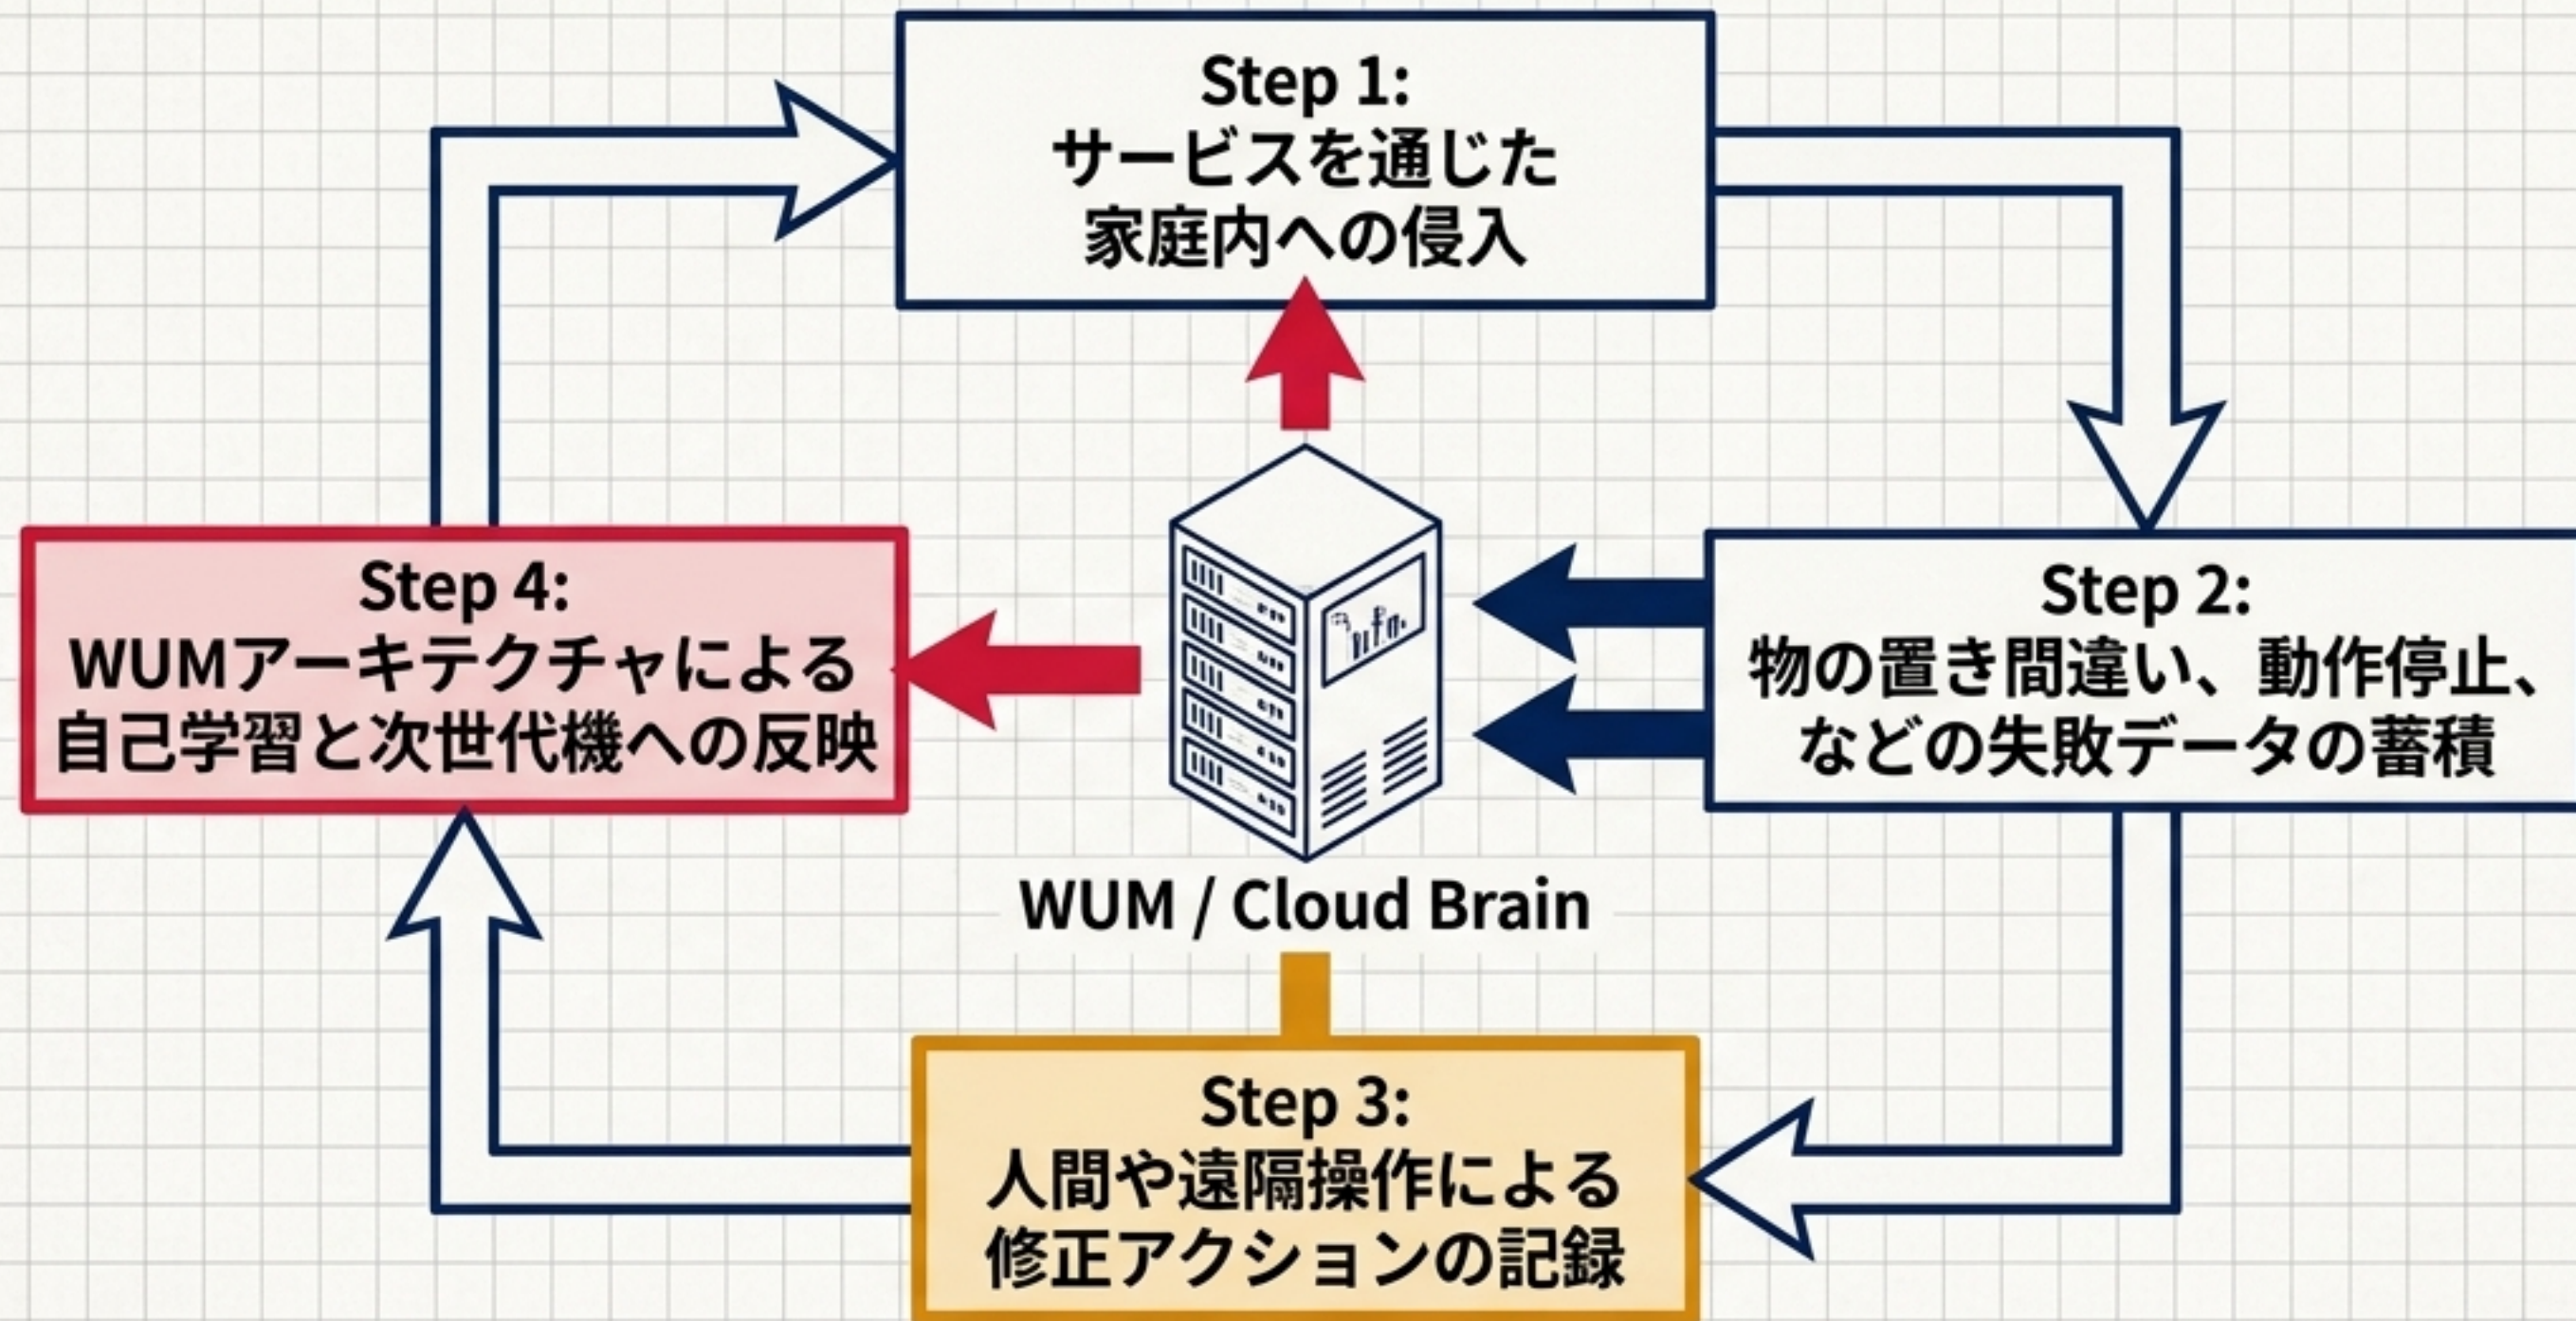 Step 1:
サービスを通じた
家庭内への侵入
Step 2:
物の置き間違い、動作停止、
などの失敗データの蓄積
Step 3:
人間や遠隔操作による
修正アクションの記録
Step 4:
WUMアーキテクチャによる
自己学習と次世代機への反映
WUM / Cloud Brain